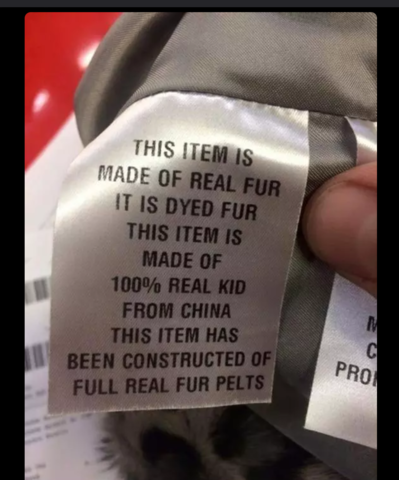 THIS ITEM IS
MADE OF REAL FUR
IT IS DYED FUR
THIS ITEM IS
MADE OF
100% REAL KID
FROM CHINA
THIS ITEM HAS
BEEN CONSTRUCTED OF
FULL REAL FUR PELTS